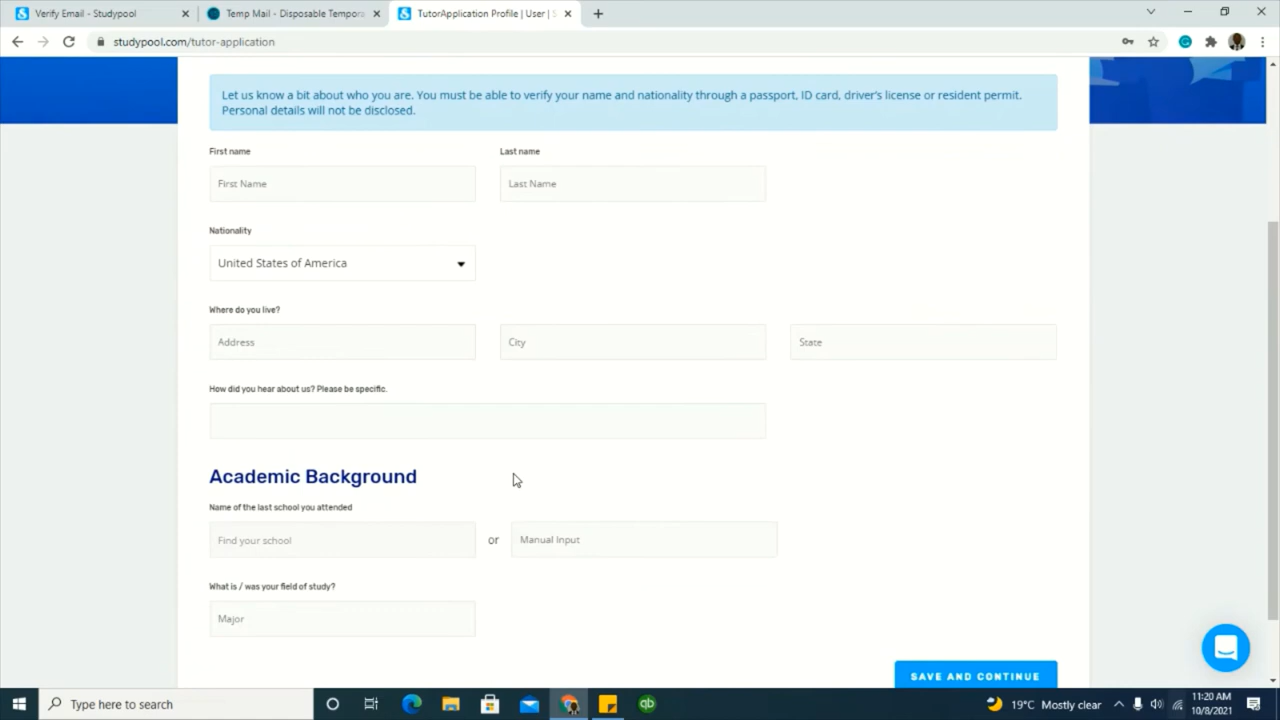 Verify Email - Studypool
Temp Mail - Disposable Tempora
TutorApplication Profile | User | S
studypool.com/tutor-application
Let us know a bit about who you are. You must be able to verify your name and nationality through a passport, ID card, driver's license or resident permit.
Personal details will not be disclosed.
First name
Last name
First Name
Last Name
Nationality
United States of America
Where do you live?
Address
City
State
How did you hear about us? Please be specific.
Academic Background
Name of the last school you attended
Find your school
or
Manual Input
What is / was your field of study?
Major
SAVE AND CONTINUE
Type here to search
qb
19°C Mostly clear
11:20 AM
10/8/2021